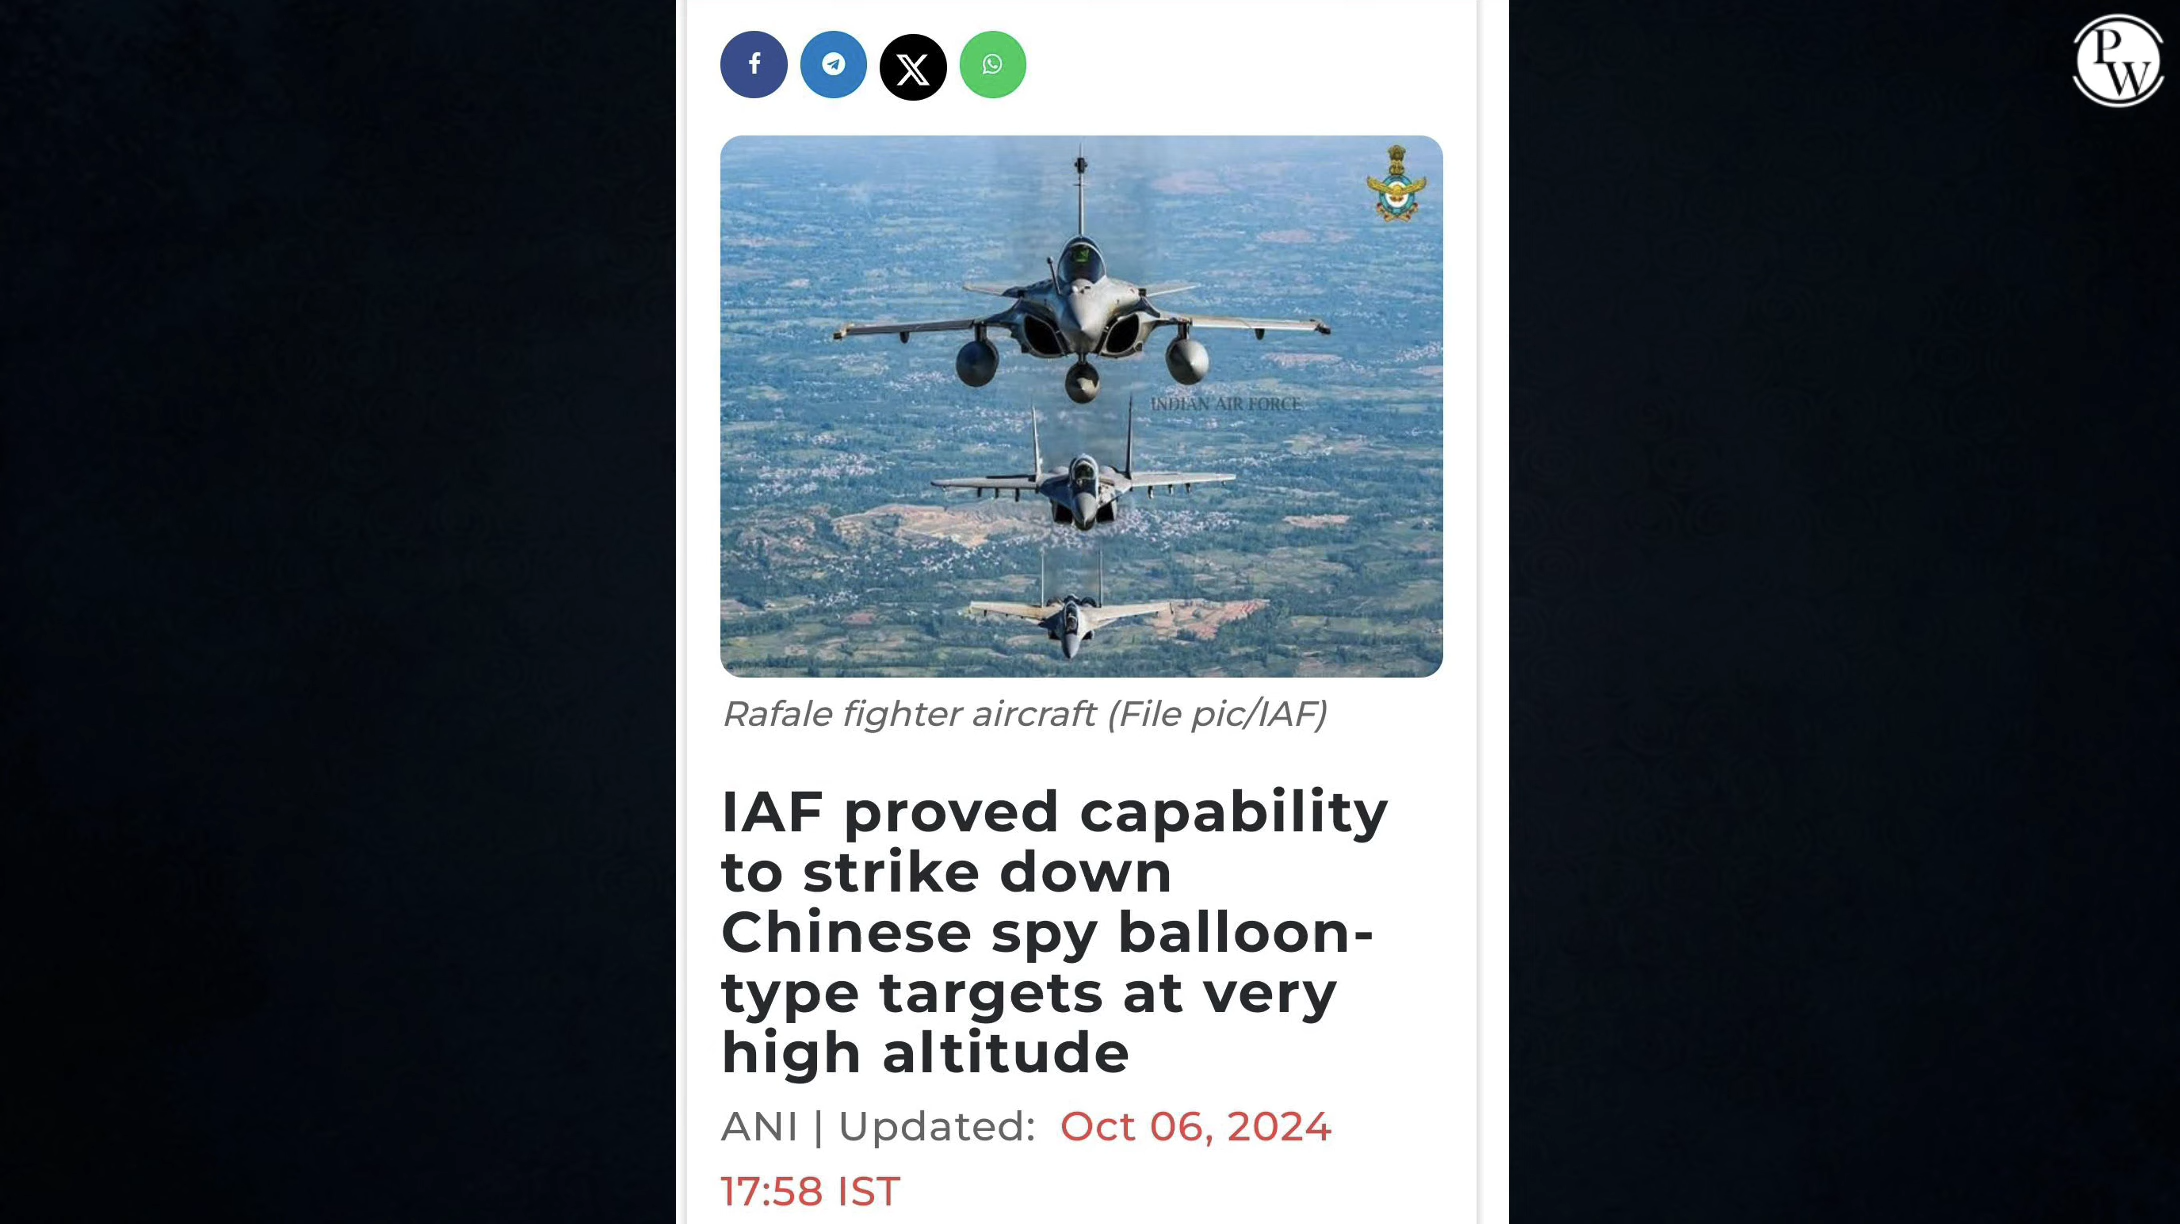 PW
f
X
INDIAN AIR FORCE
Rafale fighter aircraft (File pic/IAF)
IAF proved capability
to strike down
Chinese spy balloon-
type targets at very
high altitude
ANI | Updated: Oct 06, 2024
17:58 IST